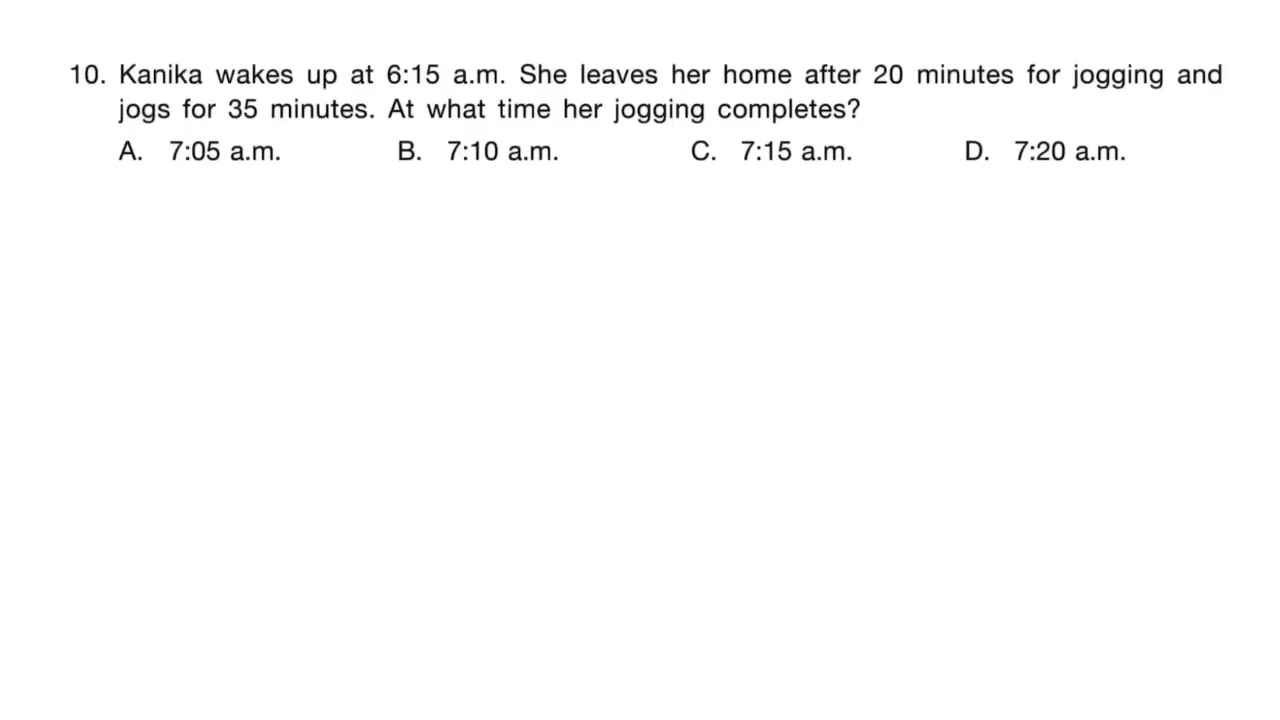 10. Kanika wakes up at 6:15 a.m. She leaves her home after 20 minutes for jogging and
jogs for 35 minutes. At what time her jogging completes?
A. 7:05 a.m. B. 7:10 a.m. C. 7:15 a.m. D. 7:20 a.m.